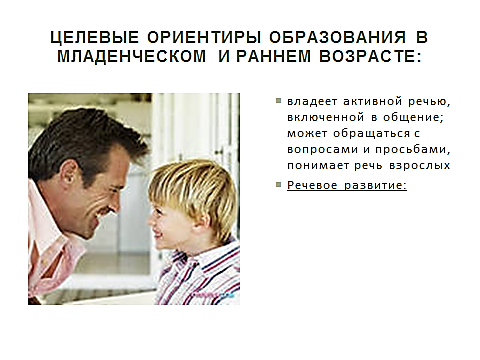 ЦЕЛЕВЫЕ ОРИЕНТИРЫ ОБРАЗОВАНИЯ В
МЛАДЕНЧЕСКОМ И РАННЕМ ВОЗРАСТЕ:
владеет активной речью,
включенной в общение;
может обращаться с
вопросами и просьбами,
понимает речь взрослых
Речевое развитие: